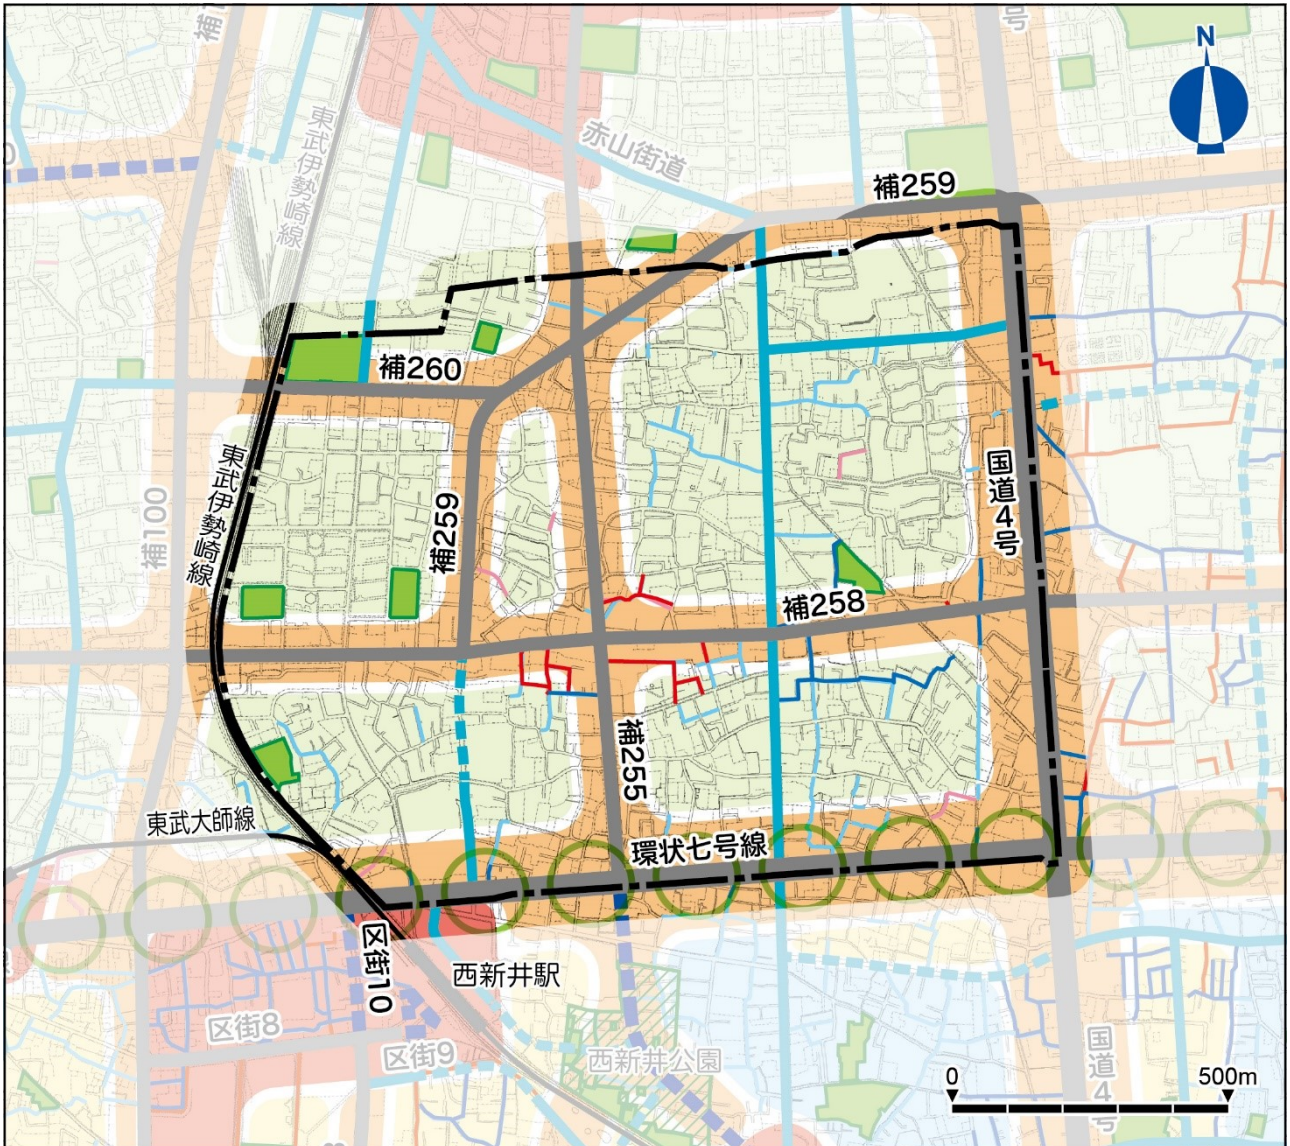 N
東武伊勢崎線
赤山街道
補259
補260
東武伊勢崎線
補259
補100
国道4号
補258
補255
東武大師線
環状七号線
区街10
西新井駅
区街8
区街9
西新井公園
国道4号
0
500m
号